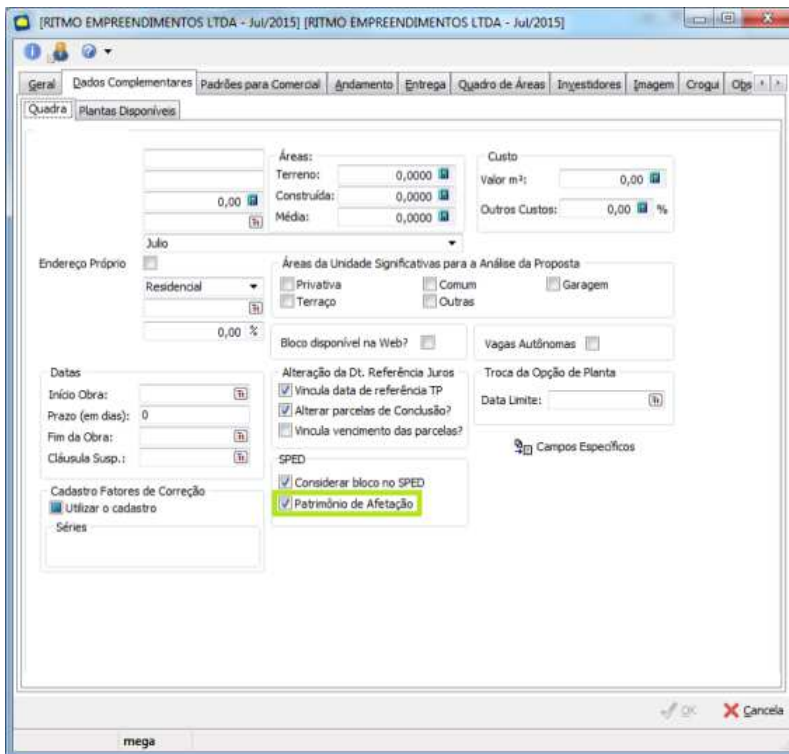 [RITMO EMPREENDIMENTOS LTDA - Jul/2015] [RITMO EMPREENDIMENTOS LTDA - Jul/2015]
Geral Dados Complementares Padrões para Comercial Andamento Entrega Quadro de Áreas Investidores Imagem Croqui Obs
Quadra Plantas Disponíveis
Áreas: Custo
Terreno: 0,0000 Valor m²: 0,00
0,00 Construída: 0,0000
Média: 0,0000 Outros Custos: 0,00 %
Julio
Endereço Próprio Áreas da Unidade Significativas para a Análise da Proposta
Residencial Privativa Comum Garagem
Terraço Outras
0,00 %
Bloco disponível na Web? Vagas Autônomas
Datas Alteração da Dt. Referência Juros Troca da Opção de Planta
Início Obra: Vincula data de referência TP
Data Limite:
Prazo (em dias): 0 Alterar parcelas de Conclusão?
Fim da Obra: Vincula vencimento das parcelas?
Campos Específicos
Cláusula Susp.: SPED
Considerar bloco no SPED
Cadastro Fatores de Correção
Utilizar o cadastro Patrimônio de Afetação
Séries
OK Cancela
mega